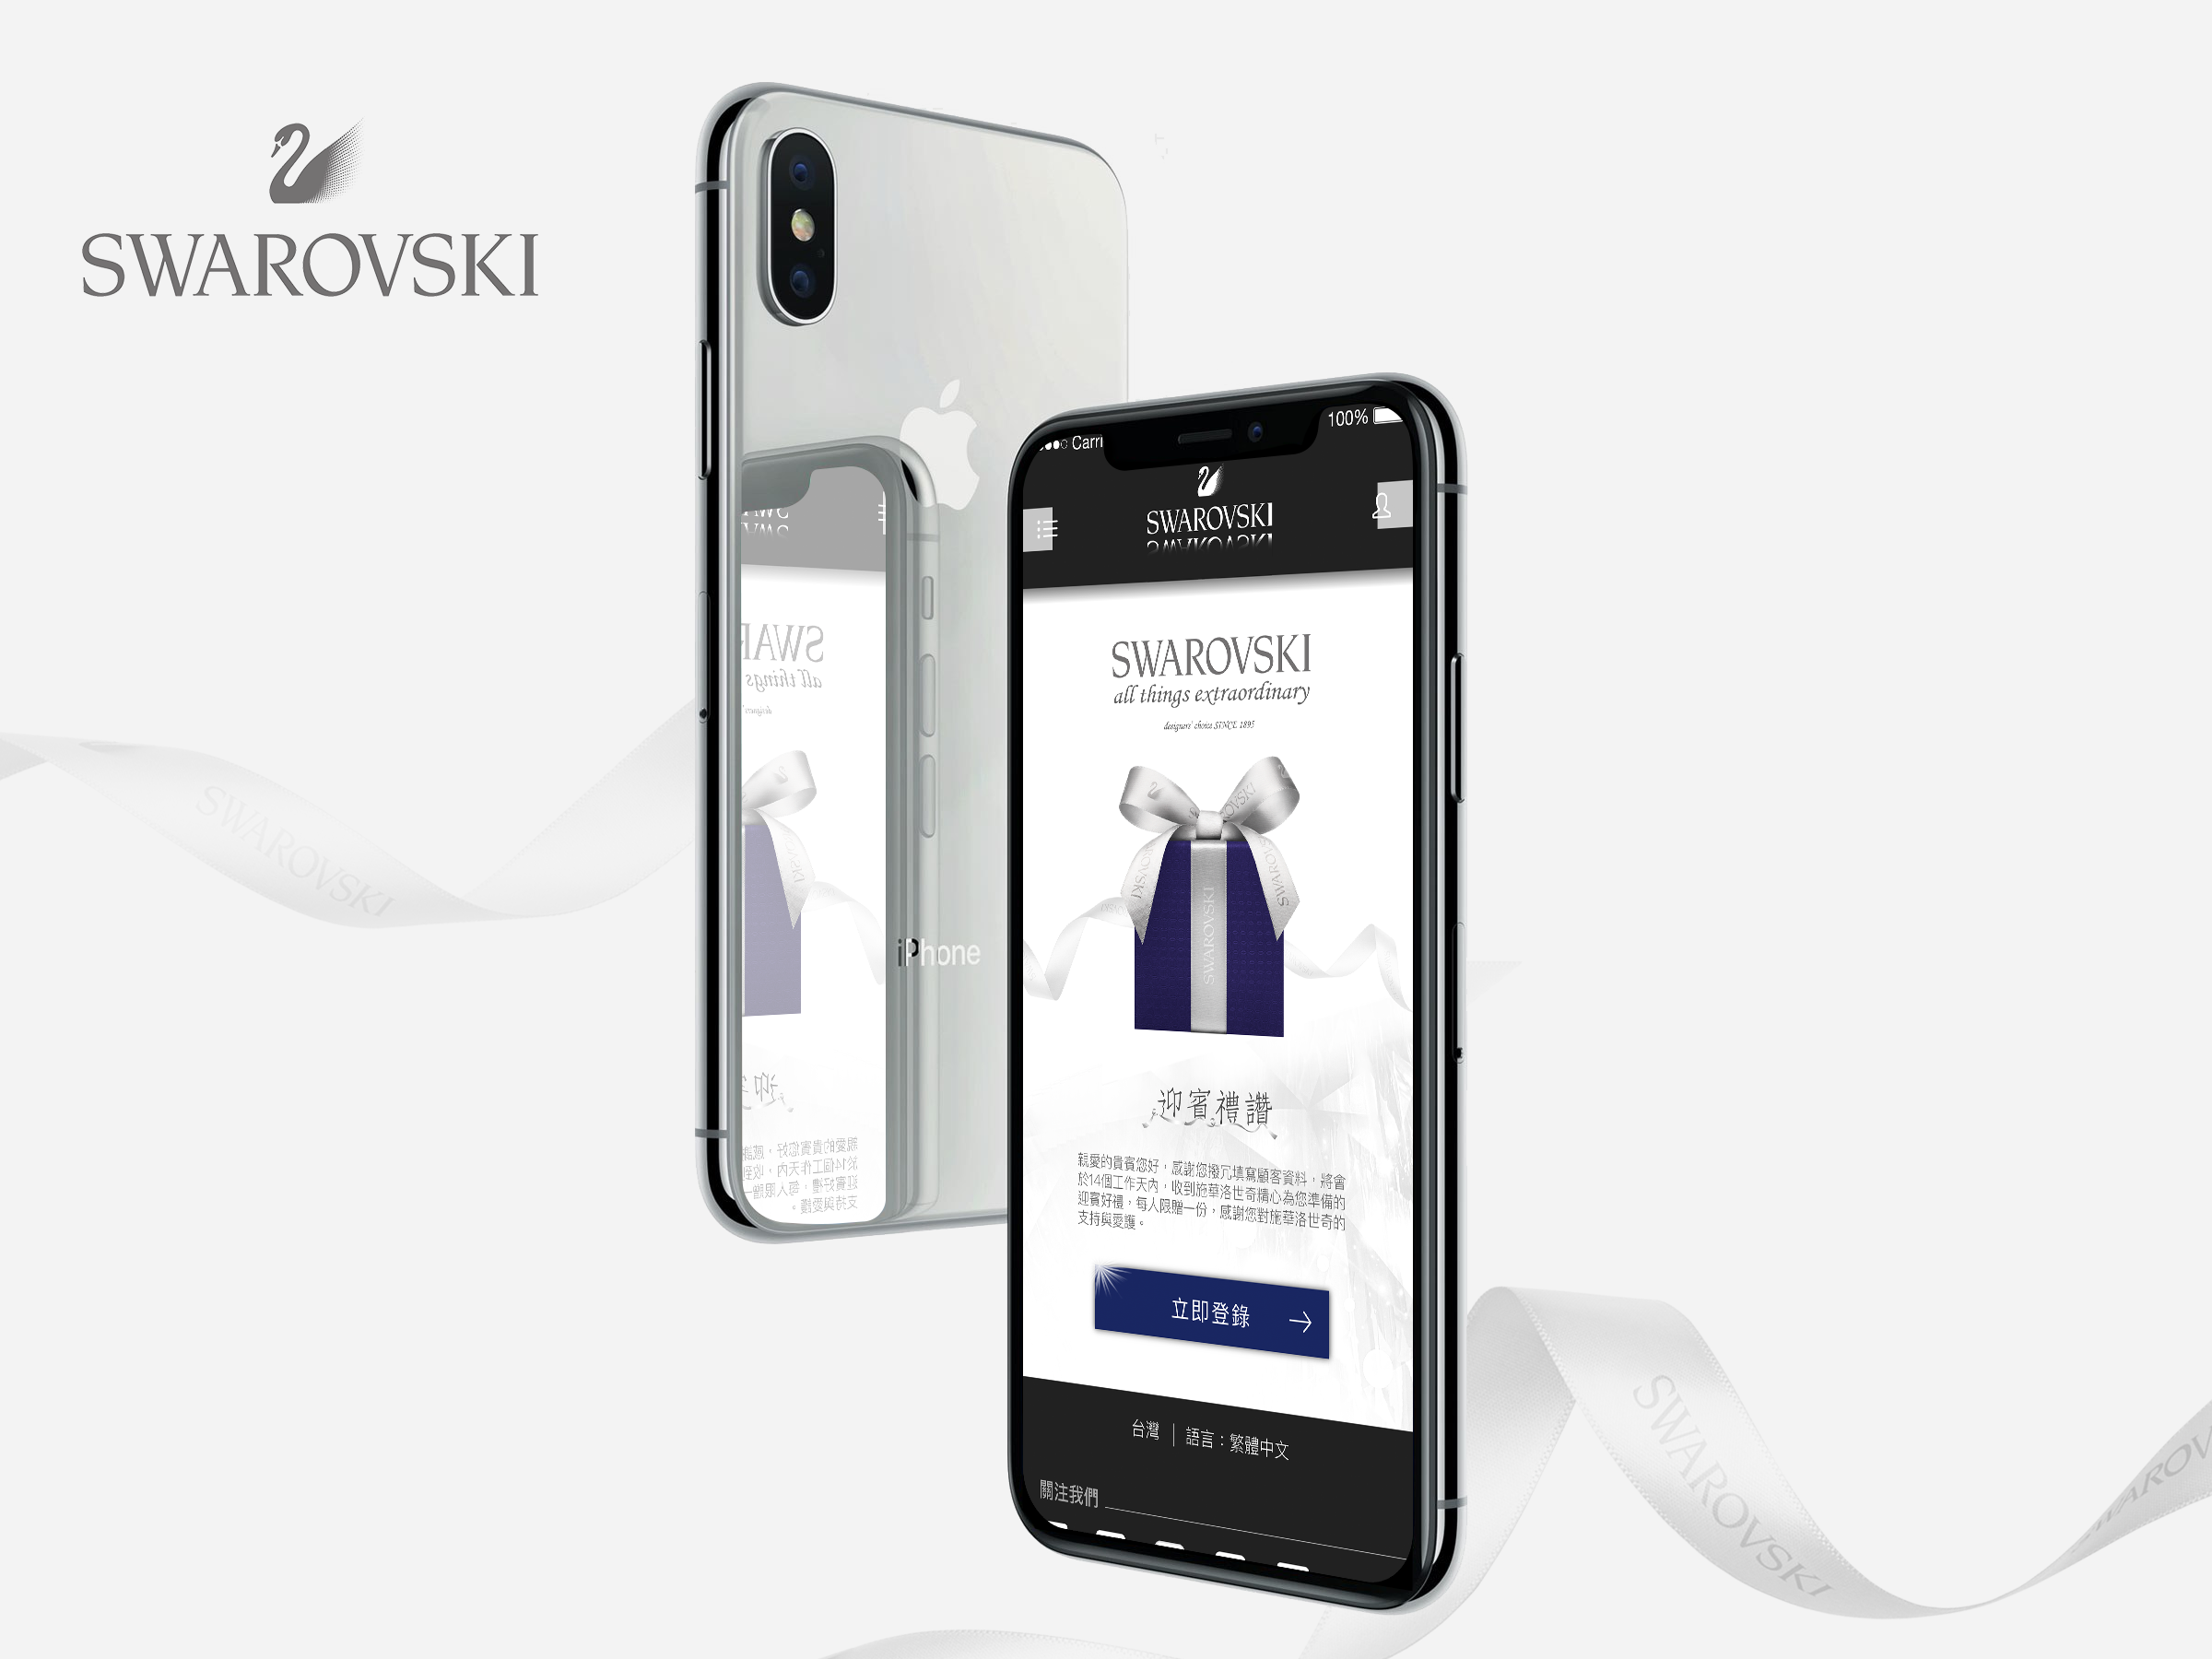 SWAROVSKI
100%
Carri
SWAROVSKI
SWAROVSKI
all things extraordinary
designers' choice SINCE 1895
SWAROVSKI
SWAROVSKI
SWAROVSKI
iPhone
迎賓禮讚
親愛的貴賓您好，感謝您撥冗填寫顧客資料，將會
於14個工作天內，收到施華洛世奇精心為您準備的
迎賓好禮，每人限贈一份，感謝您對施華洛世奇的
支持與愛護。
立即登錄
台灣 | 語言：繁體中文
關注我們
SWAROVSKI